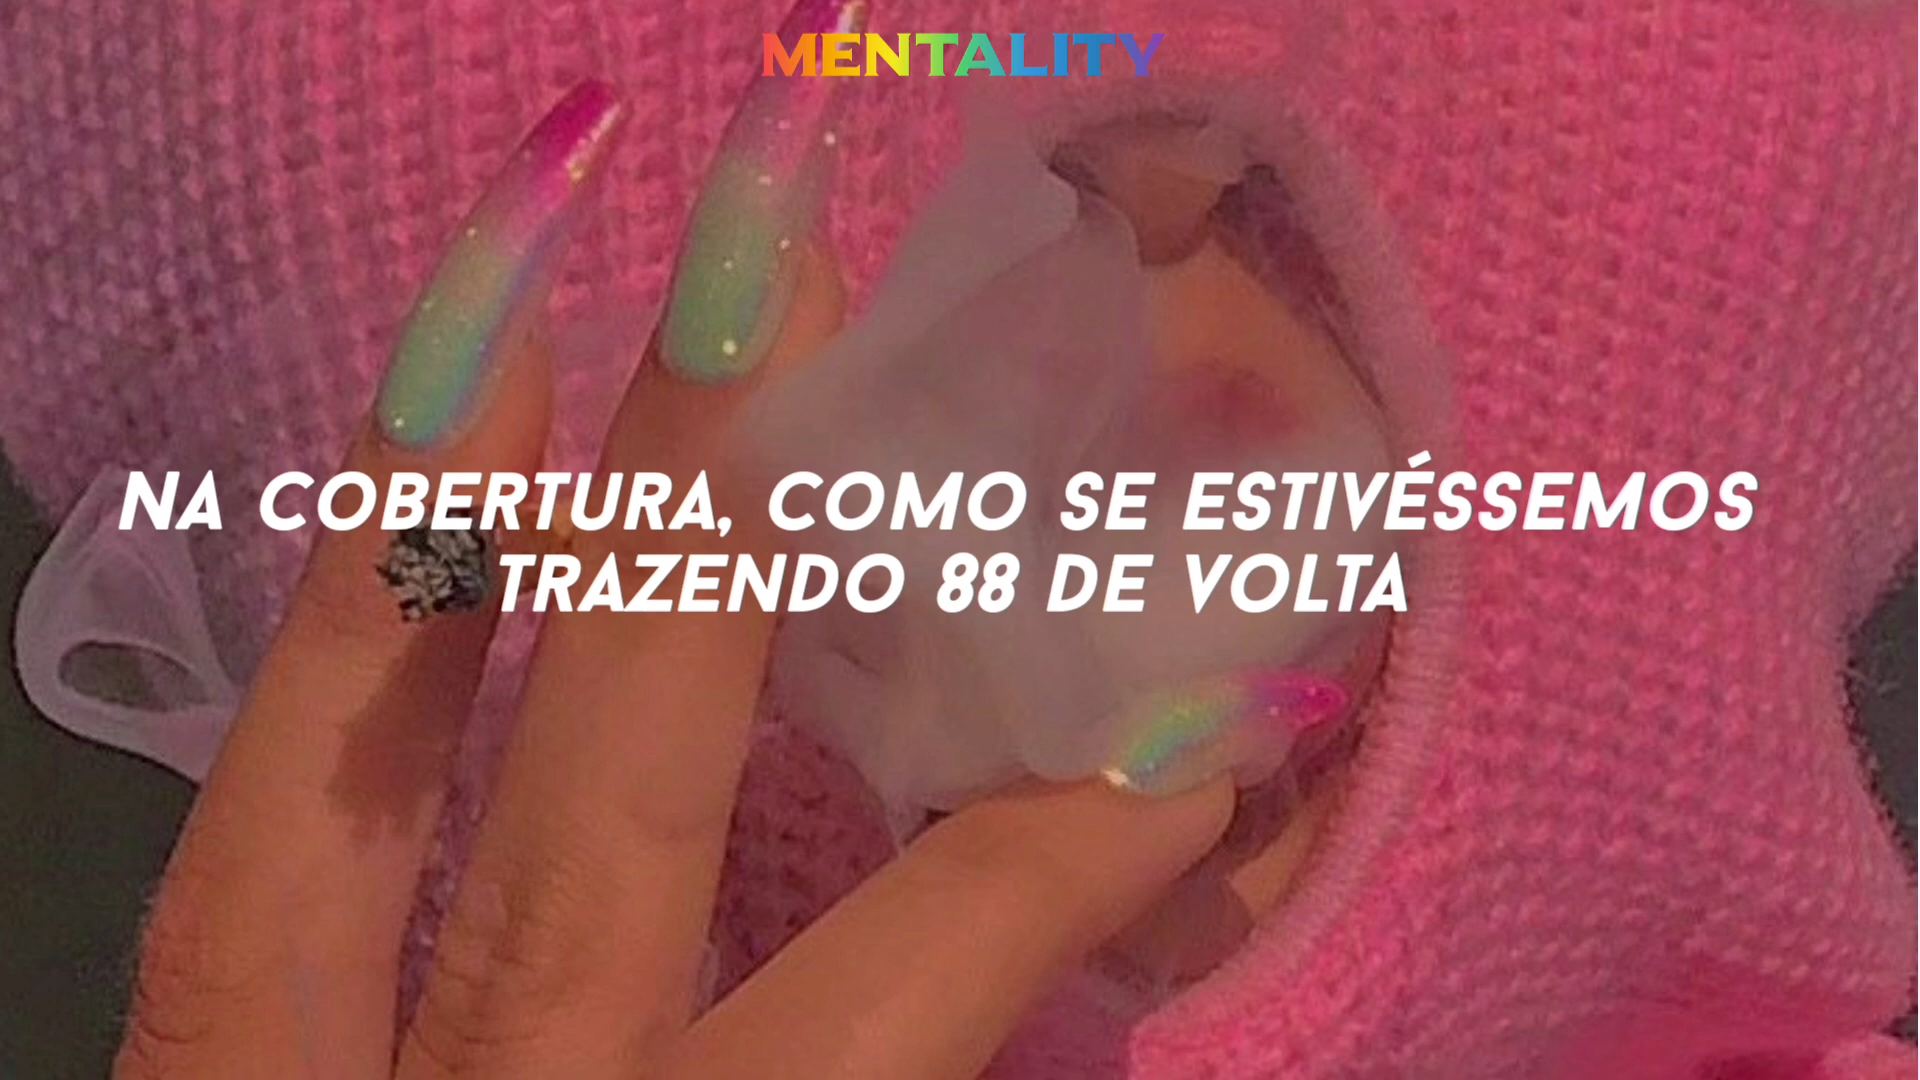 MENTALITY
NA COBERTURA, COMO SE ESTIVÉSSEMOS
TRAZENDO 88 DE VOLTA